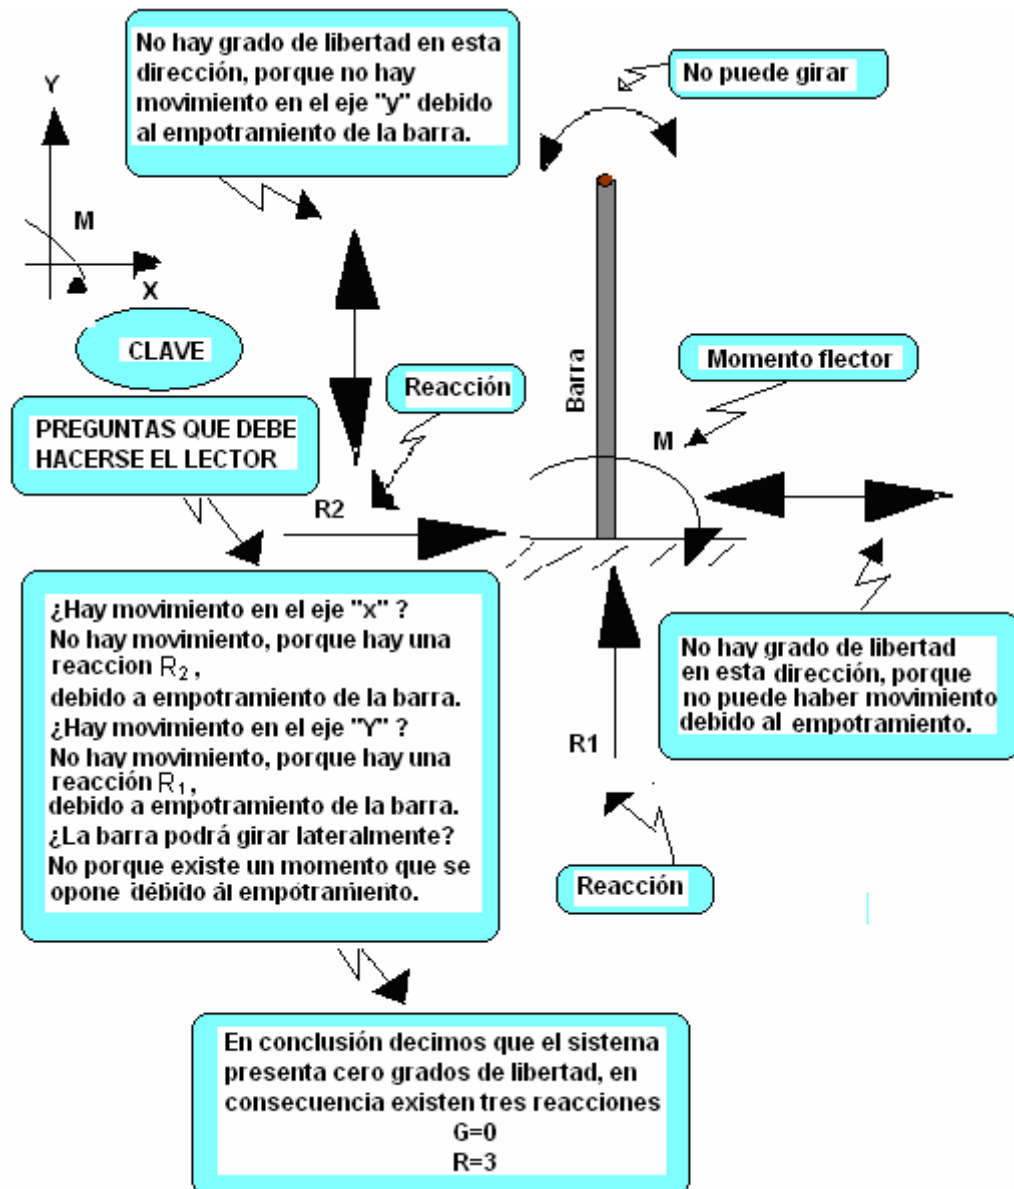 No hay grado de libertad en esta
dirección, porque no hay
movimiento en el eje "y" debido
al empotramiento de la barra.
No puede girar
Y
M
X
CLAVE
Reacción
Barra
Momento flector
M
PREGUNTAS QUE DEBE
HACERSE EL LECTOR
R2
¿Hay movimiento en el eje "x" ?
No hay movimiento, porque hay una
reaccion R₂,
debido a empotramiento de la barra.
¿Hay movimiento en el eje "Y" ?
No hay movimiento, porque hay una
reacción R₁,
debido a empotramiento de la barra.
¿La barra podrá girar lateralmente?
No porque existe un momento que se
opone debido al empotramiento.
No hay grado de libertad
en esta dirección, porque
no puede haber movimiento
debido al empotramiento.
R1
Reacción
En conclusión decimos que el sistema
presenta cero grados de libertad, en
consecuencia existen tres reacciones
G=0
R=3